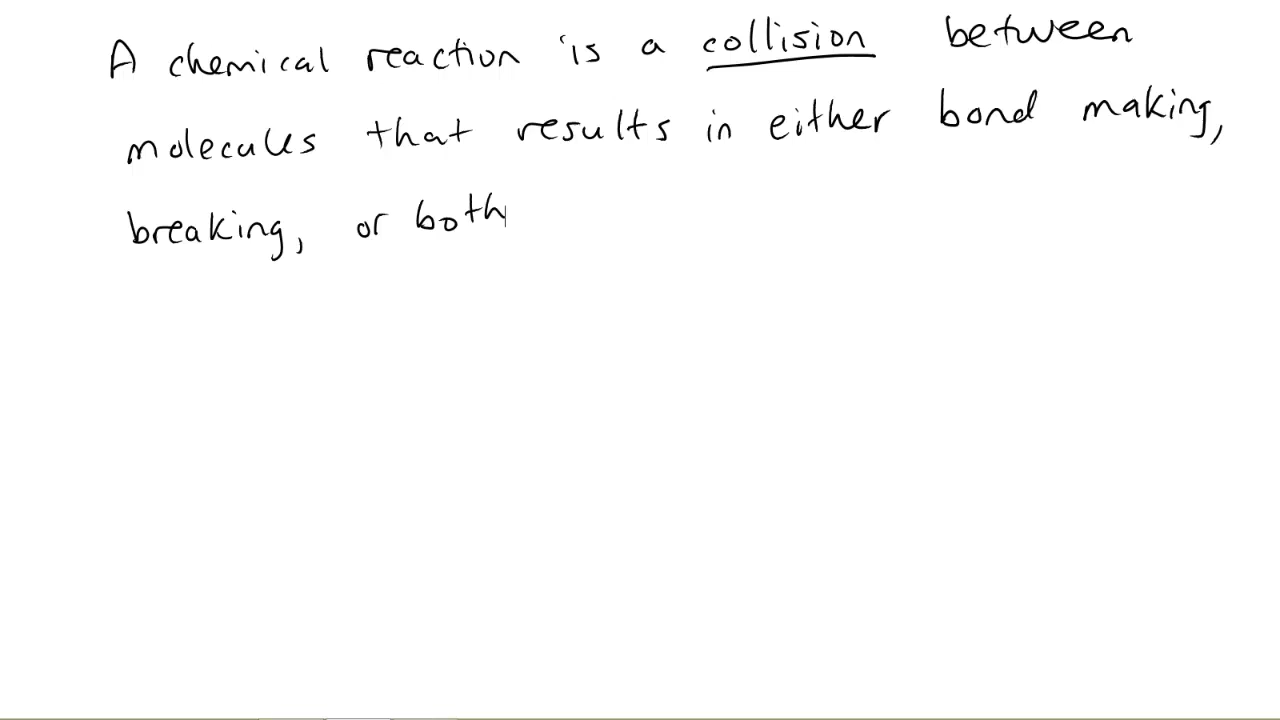 A chemical reaction is a collision between
molecules that results in either bond making,
breaking, or both